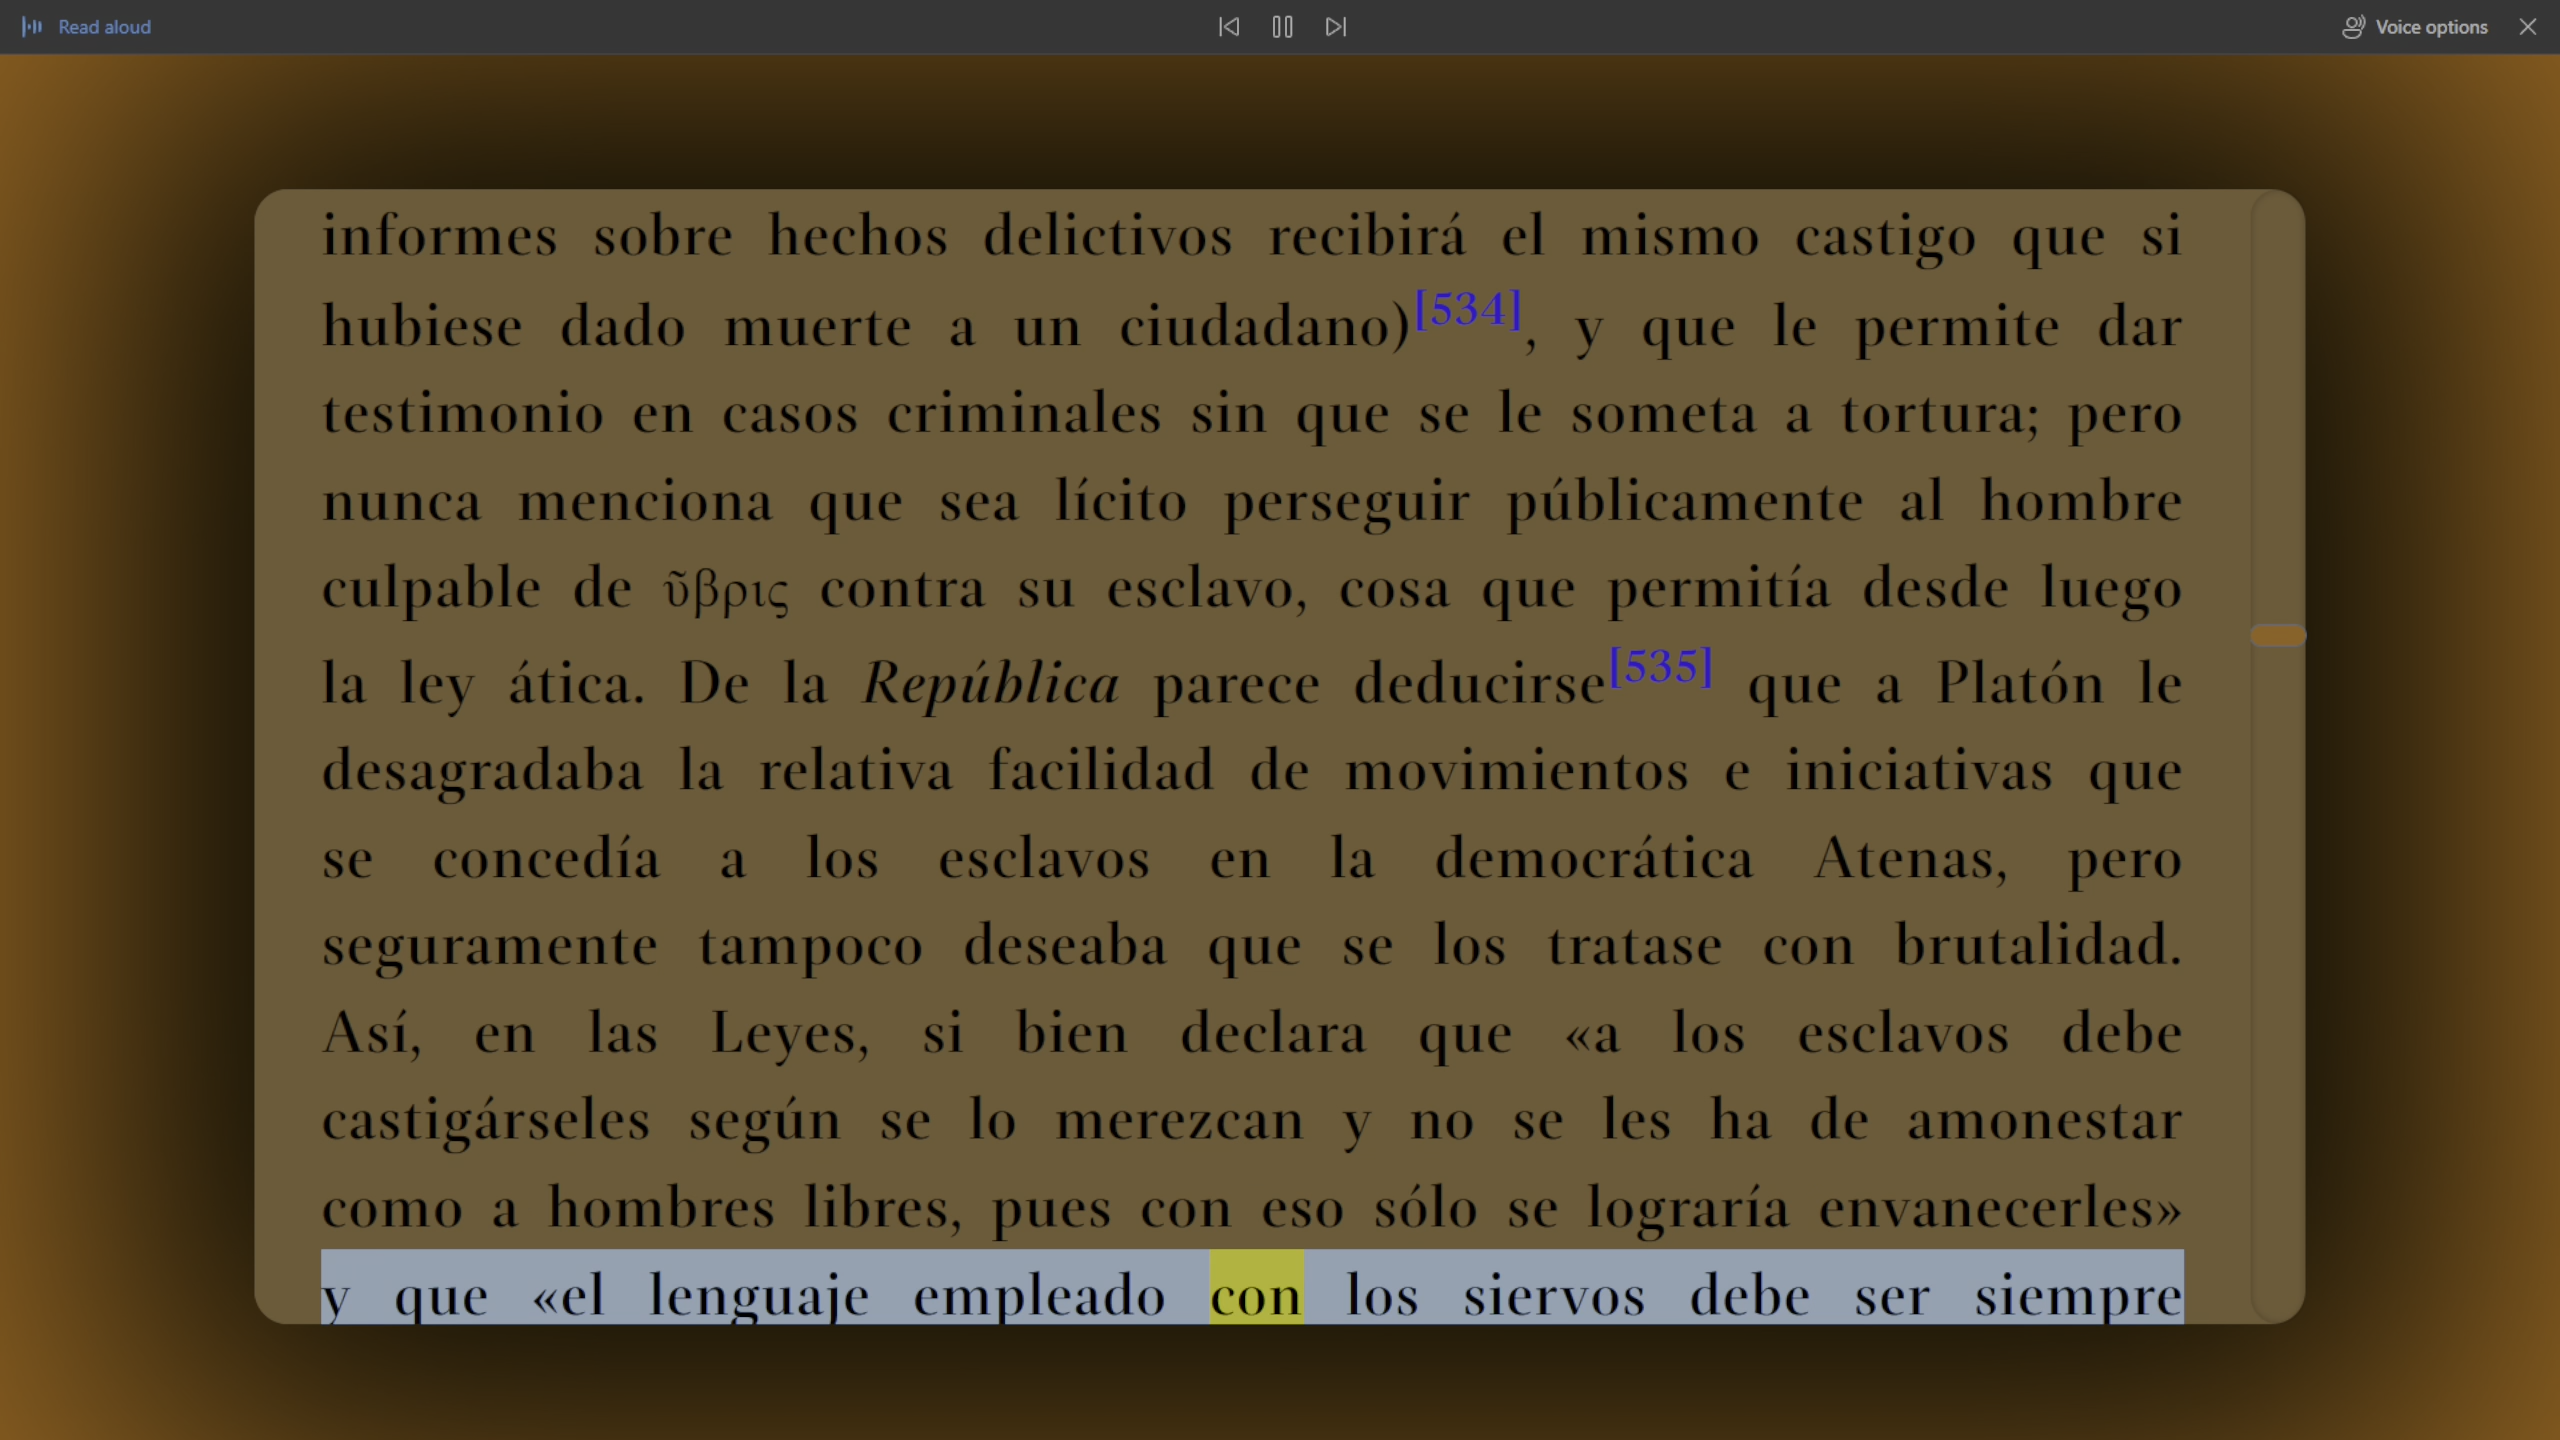 Read aloud
Voice options
informes sobre hechos delictivos recibirá el mismo castigo que si
hubiese dado muerte a un ciudadano)[534], y que le permite dar
testimonio en casos criminales sin que se le someta a tortura; pero
nunca menciona que sea lícito perseguir públicamente al hombre
culpable de ῦβρις contra su esclavo, cosa que permitía desde luego
la ley ática. De la República parece deducirse[535] que a Platón le
desagradaba la relativa facilidad de movimientos e iniciativas que
se concedía a los esclavos en la democrática Atenas, pero
seguramente tampoco deseaba que se los tratase con brutalidad.
Así, en las Leyes, si bien declara que «a los esclavos debe
castigárseles según se lo merezcan y no se les ha de amonestar
como a hombres libres, pues con eso sólo se lograría envanecerles»
y que «el lenguaje empleado con los siervos debe ser siempre